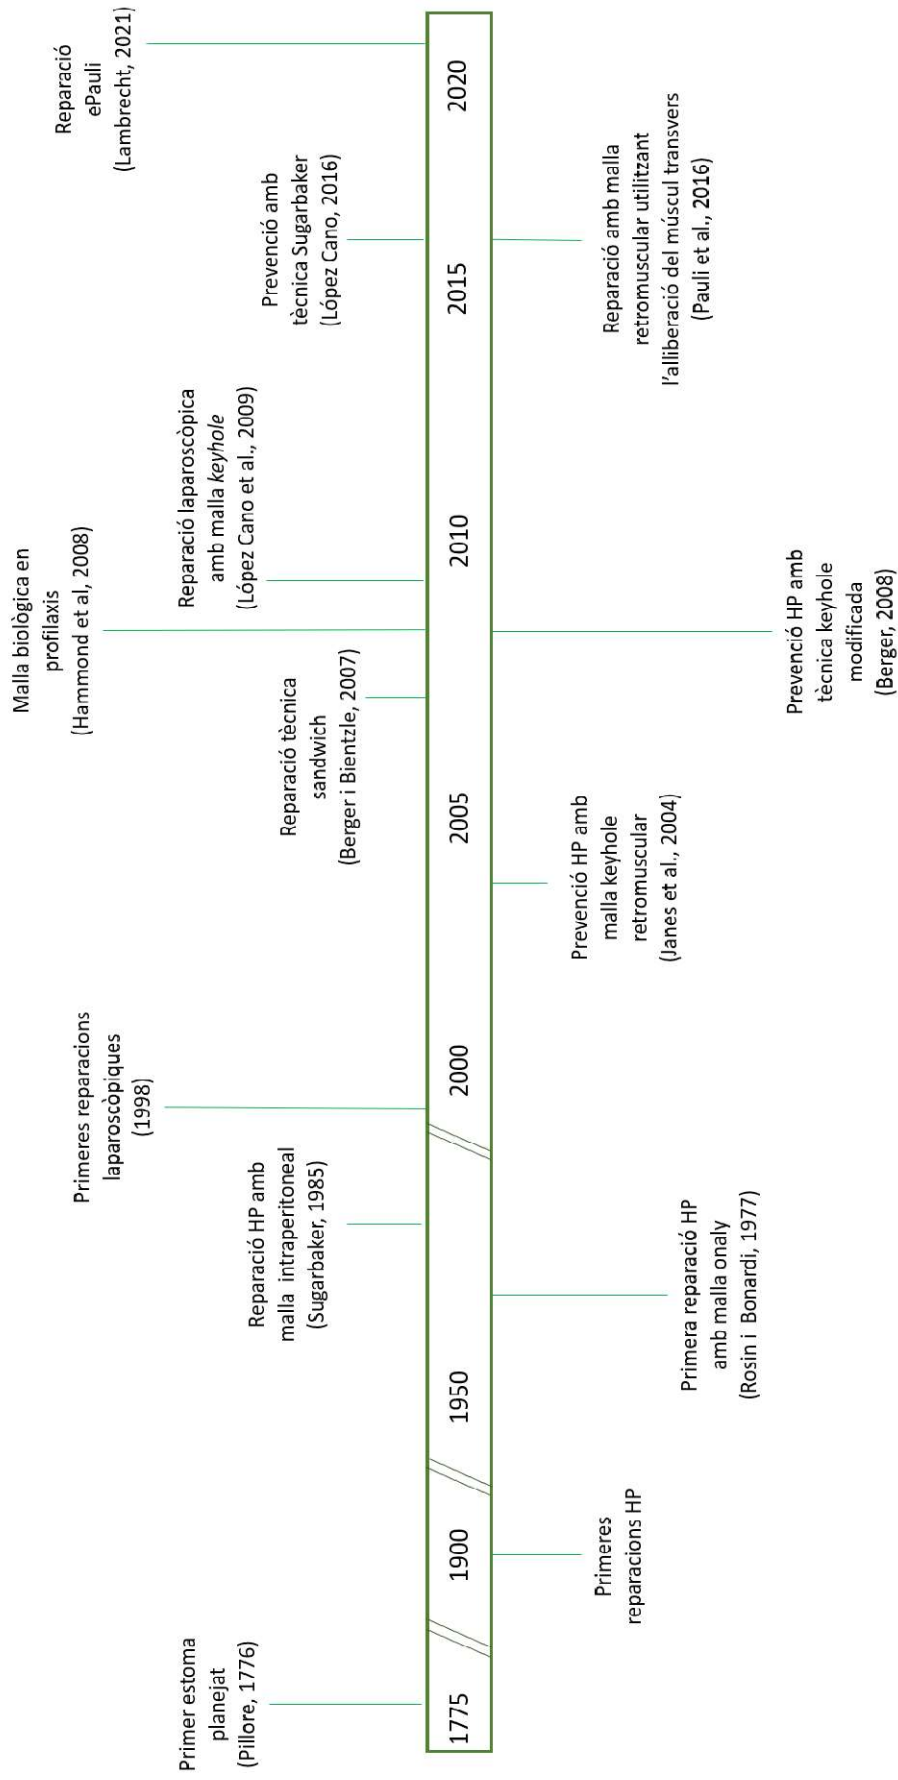 Primer estoma
planejat
(Pillore, 1776)
Reparació HP amb
malla intraperitoneal
(Sugarbaker, 1985)
Primeres reparacions
laparoscòpiques
(1998)
Reparació tècnica
sandwich
(Berger i Bientzle, 2007)
Malla biològica en
profilaxis
(Hammond et al, 2008)
Reparació laparoscòpica
amb malla keyhole
(López Cano et al., 2009)
Prevenció amb
tècnica Sugarbaker
(López Cano, 2016)
Reparació
ePauli
(Lambrecht, 2021)
1775
1900
1950
2000
2005
2010
2015
2020
Primeres
reparacions HP
Primera reparació HP
amb malla onaly
(Rosin i Bonardi, 1977)
Prevenció HP amb
malla keyhole
retromuscular
(Janes et al., 2004)
Prevenció HP amb
tècnica keyhole
modificada
(Berger, 2008)
Reparació amb malla
retromuscular utilitzant
l'alliberació del múscul transvers
(Pauli et al., 2016)